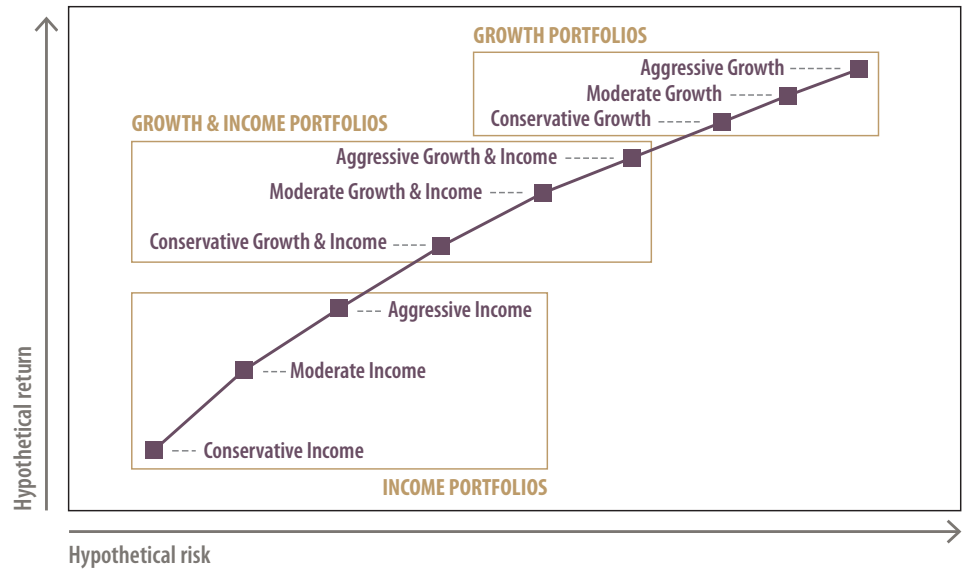 GROWTH PORTFOLIOS
Aggressive Growth
Moderate Growth
Conservative Growth
GROWTH & INCOME PORTFOLIOS
Aggressive Growth & Income
Moderate Growth & Income
Conservative Growth & Income
Aggressive Income
Moderate Income
Conservative Income
INCOME PORTFOLIOS
Hypothetical return
Hypothetical risk